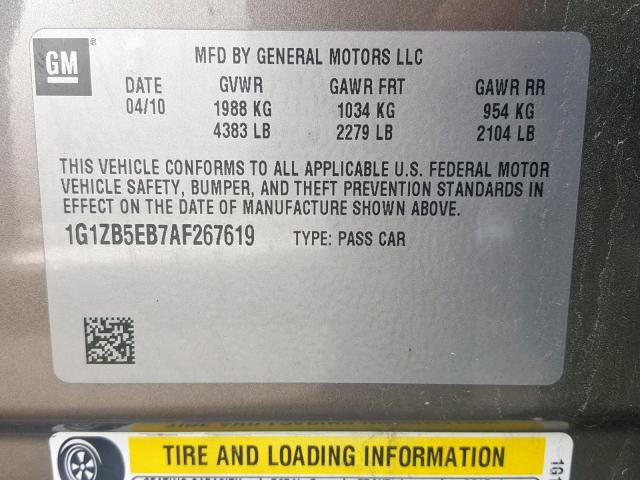 GM ®
MFD BY GENERAL MOTORS LLC
DATE GVWR GAWR FRT GAWR RR
04/10 1988 KG 1034 KG 954 KG
4383 LB 2279 LB 2104 LB
THIS VEHICLE CONFORMS TO ALL APPLICABLE U.S. FEDERAL MOTOR
VEHICLE SAFETY, BUMPER, AND THEFT PREVENTION STANDARDS IN
EFFECT ON THE DATE OF MANUFACTURE SHOWN ABOVE.
1G1ZB5EB7AF267619 TYPE: PASS CAR
TIRE AND LOADING INFORMATION
1G1